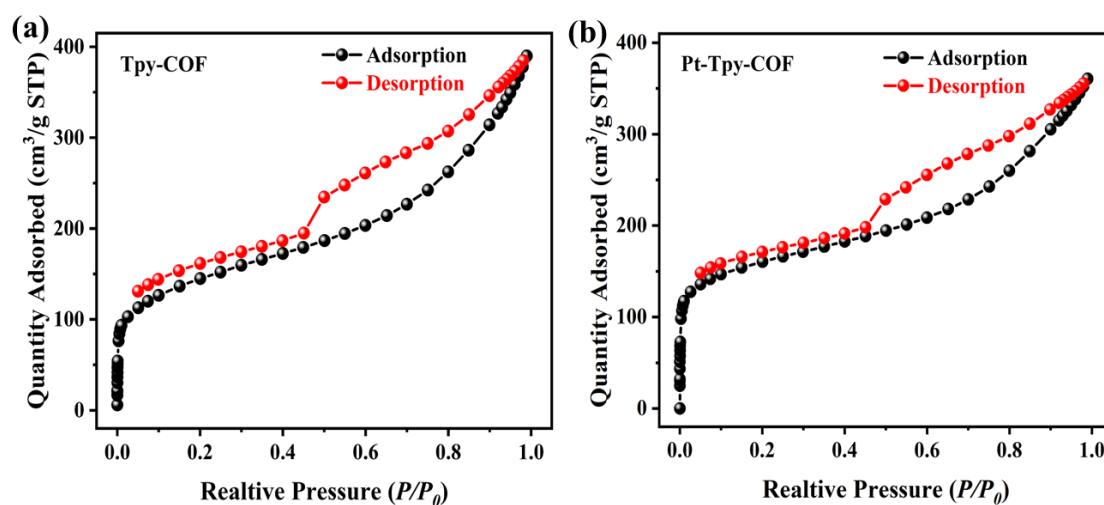 (a)
Tpy-COF
Adsorption
Desorption
Quantity Adsorbed (cm³/g STP)
400
300
200
100
0
0.0 0.2 0.4 0.6 0.8 1.0
Realtive Pressure (P/P₀)
(b)
Pt-Tpy-COF
Adsorption
Desorption
Quantity Adsorbed (cm³/g STP)
400
300
200
100
0
0.0 0.2 0.4 0.6 0.8 1.0
Realtive Pressure (P/P₀)